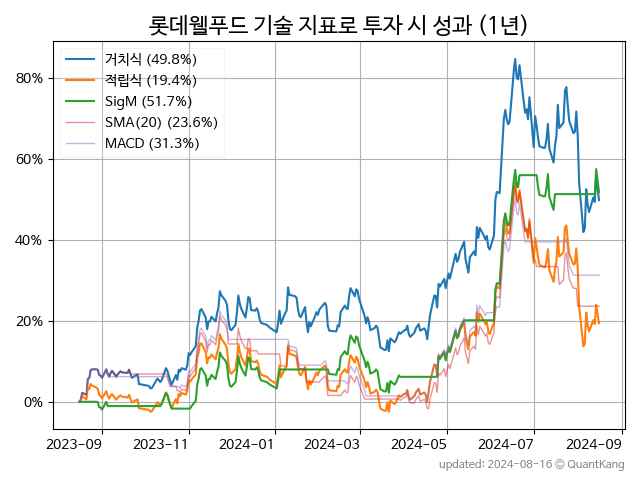 롯데웰푸드 기술 지표로 투자 시 성과 (1년)
거치식 (49.8%)
적립식 (19.4%)
SigM (51.7%)
SMA(20) (23.6%)
MACD (31.3%)
80%
60%
40%
20%
0%
2023-09 2023-11 2024-01 2024-03 2024-05 2024-07 2024-09
updated: 2024-08-16 © QuantKang